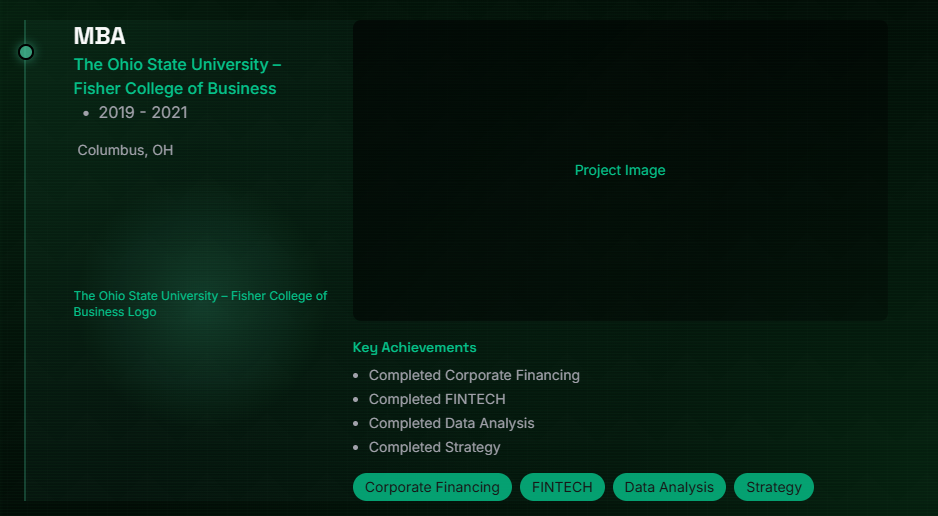 MBA
The Ohio State University –
Fisher College of Business
• 2019 - 2021
Columbus, OH
The Ohio State University – Fisher College of
Business Logo
Project Image
Key Achievements
• Completed Corporate Financing
• Completed FINTECH
• Completed Data Analysis
• Completed Strategy
Corporate Financing FINTECH Data Analysis Strategy